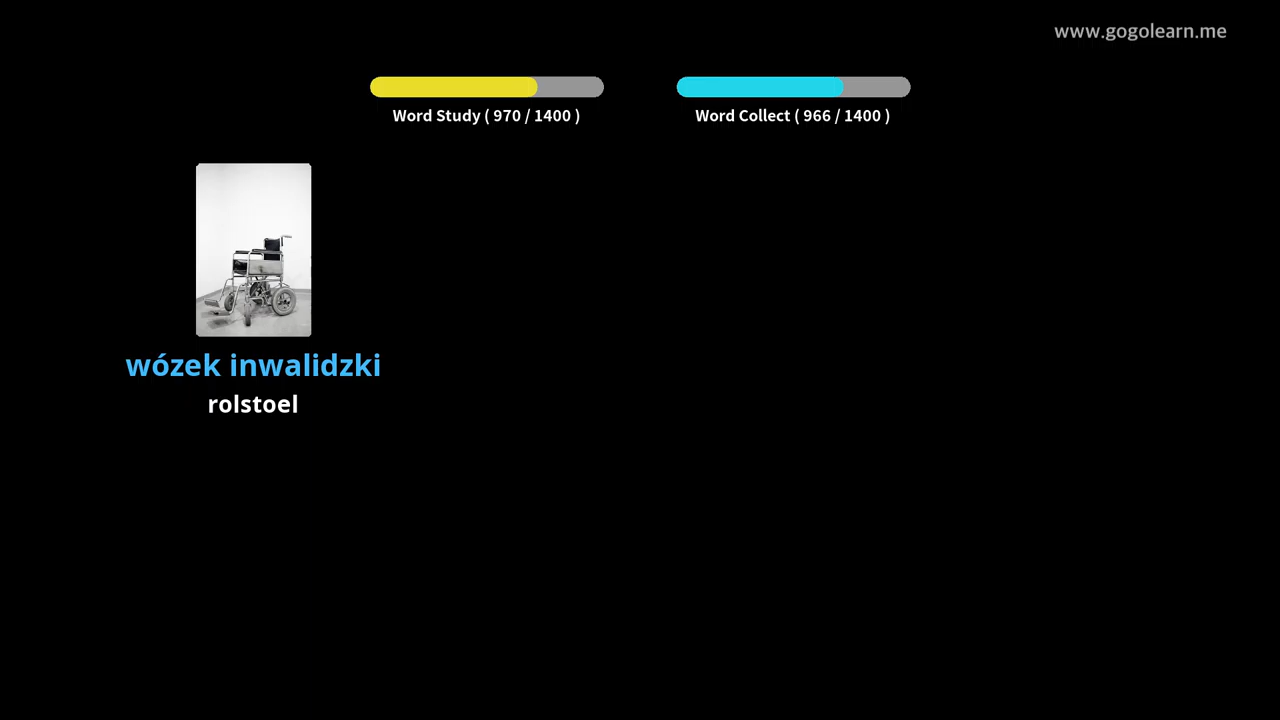 www.gogolearn.me
Word Study ( 970 / 1400 )
Word Collect ( 966 / 1400 )
wózek inwalidzki
rolstoel